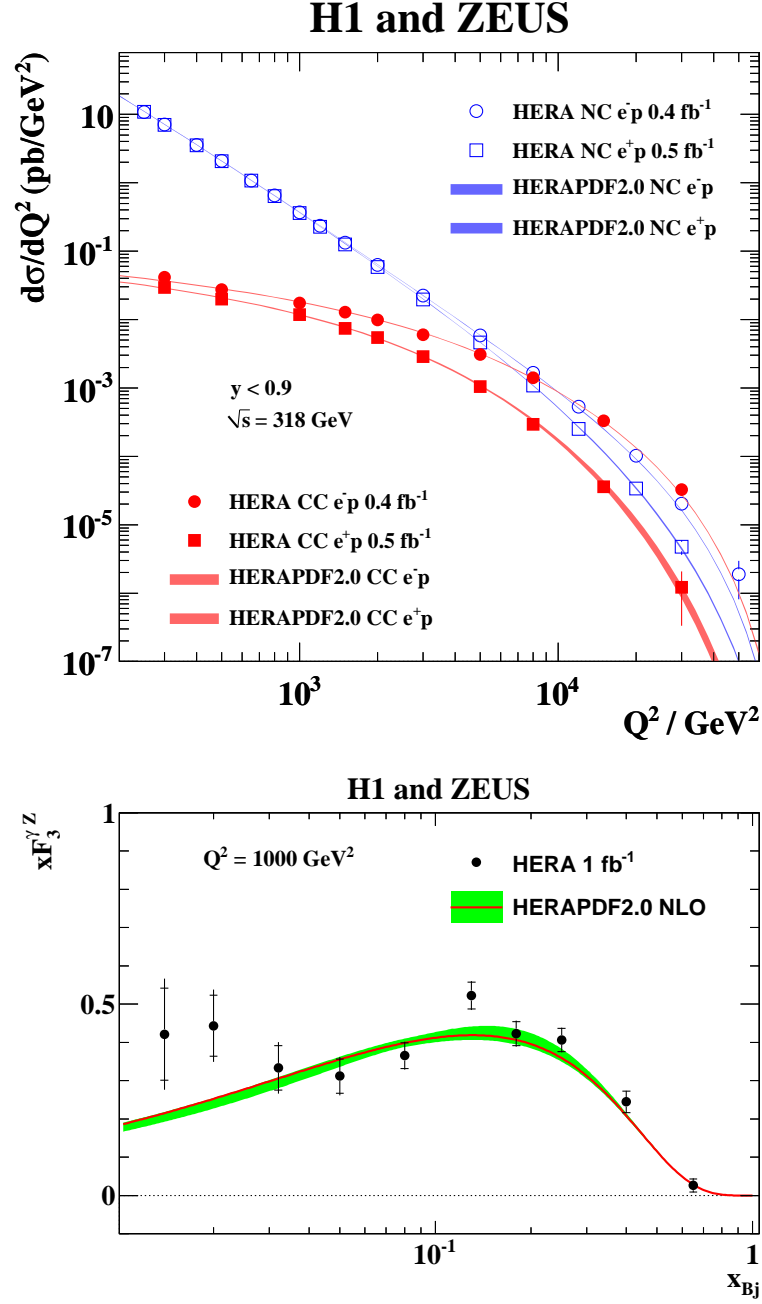 H1 and ZEUS
dσ/dQ² (pb/GeV²)
10
10⁻¹
10⁻³
10⁻⁵
10⁻⁷
HERA NC e⁻p 0.4 fb⁻¹
HERA NC e⁺p 0.5 fb⁻¹
HERAPDF2.0 NC e⁻p
HERAPDF2.0 NC e⁺p
y < 0.9
√s = 318 GeV
HERA CC e⁻p 0.4 fb⁻¹
HERA CC e⁺p 0.5 fb⁻¹
HERAPDF2.0 CC e⁻p
HERAPDF2.0 CC e⁺p
10³ 10⁴
Q² / GeV²
H1 and ZEUS
xF₃^γZ
1
0.5
0
Q² = 1000 GeV²
HERA 1 fb⁻¹
HERAPDF2.0 NLO
10⁻¹ 1
x_Bj